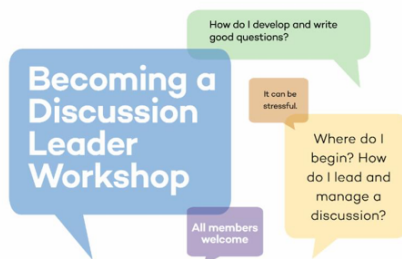 Becoming a
Discussion
Leader
Workshop
How do I develop and write
good questions?
It can be
stressful.
Where do I
begin? How
do I lead and
manage a
discussion?
All members
welcome